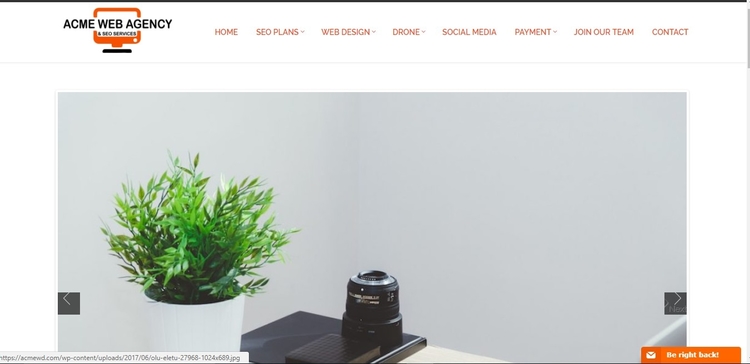 ACME WEB AGENCY
& SEO SERVICES
HOME SEO PLANS WEB DESIGN DRONE SOCIAL MEDIA PAYMENT JOIN OUR TEAM CONTACT
Next
Be right back!
https://acmewd.com/wp-content/uploads/2017/06/olu-eletu-27968-1024x689.jpg